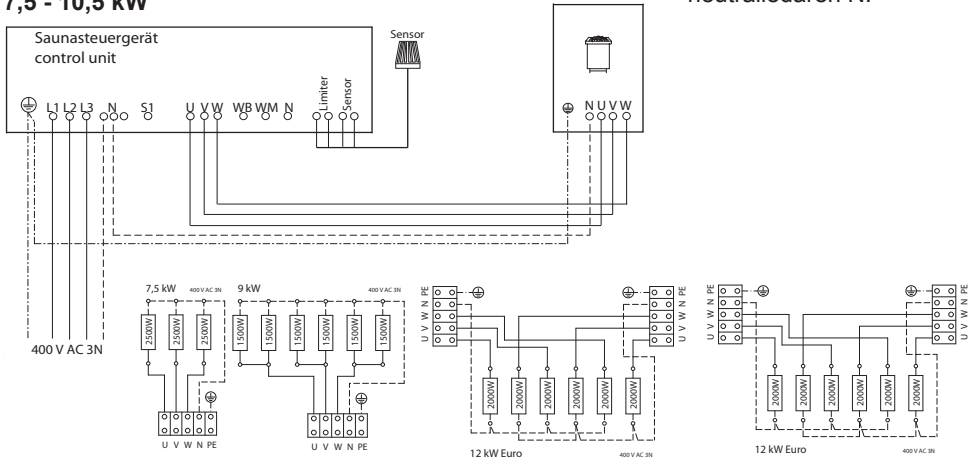 7,5 - 10,5 kW
Saunasteuergerät
control unit
Sensor
L1 L2 L3 N S1 U V W WB WM N
Limiter
Sensor
N U V W
400 V AC 3N
7,5 kW 400 V AC 3N
2500W 2500W 2500W
U V W N PE
9 kW 400 V AC 3N
1500W 1500W 1500W 1500W 1500W 1500W
U V W N PE
U V W N PE
U V W N PE
2000W 2000W 2000W 2000W 2000W 2000W
12 kW Euro 400 V AC 3N
U V W N PE
U V W N PE
2000W 2000W 2000W 2000W 2000W 2000W
12 kW Euro 400 V AC 3N